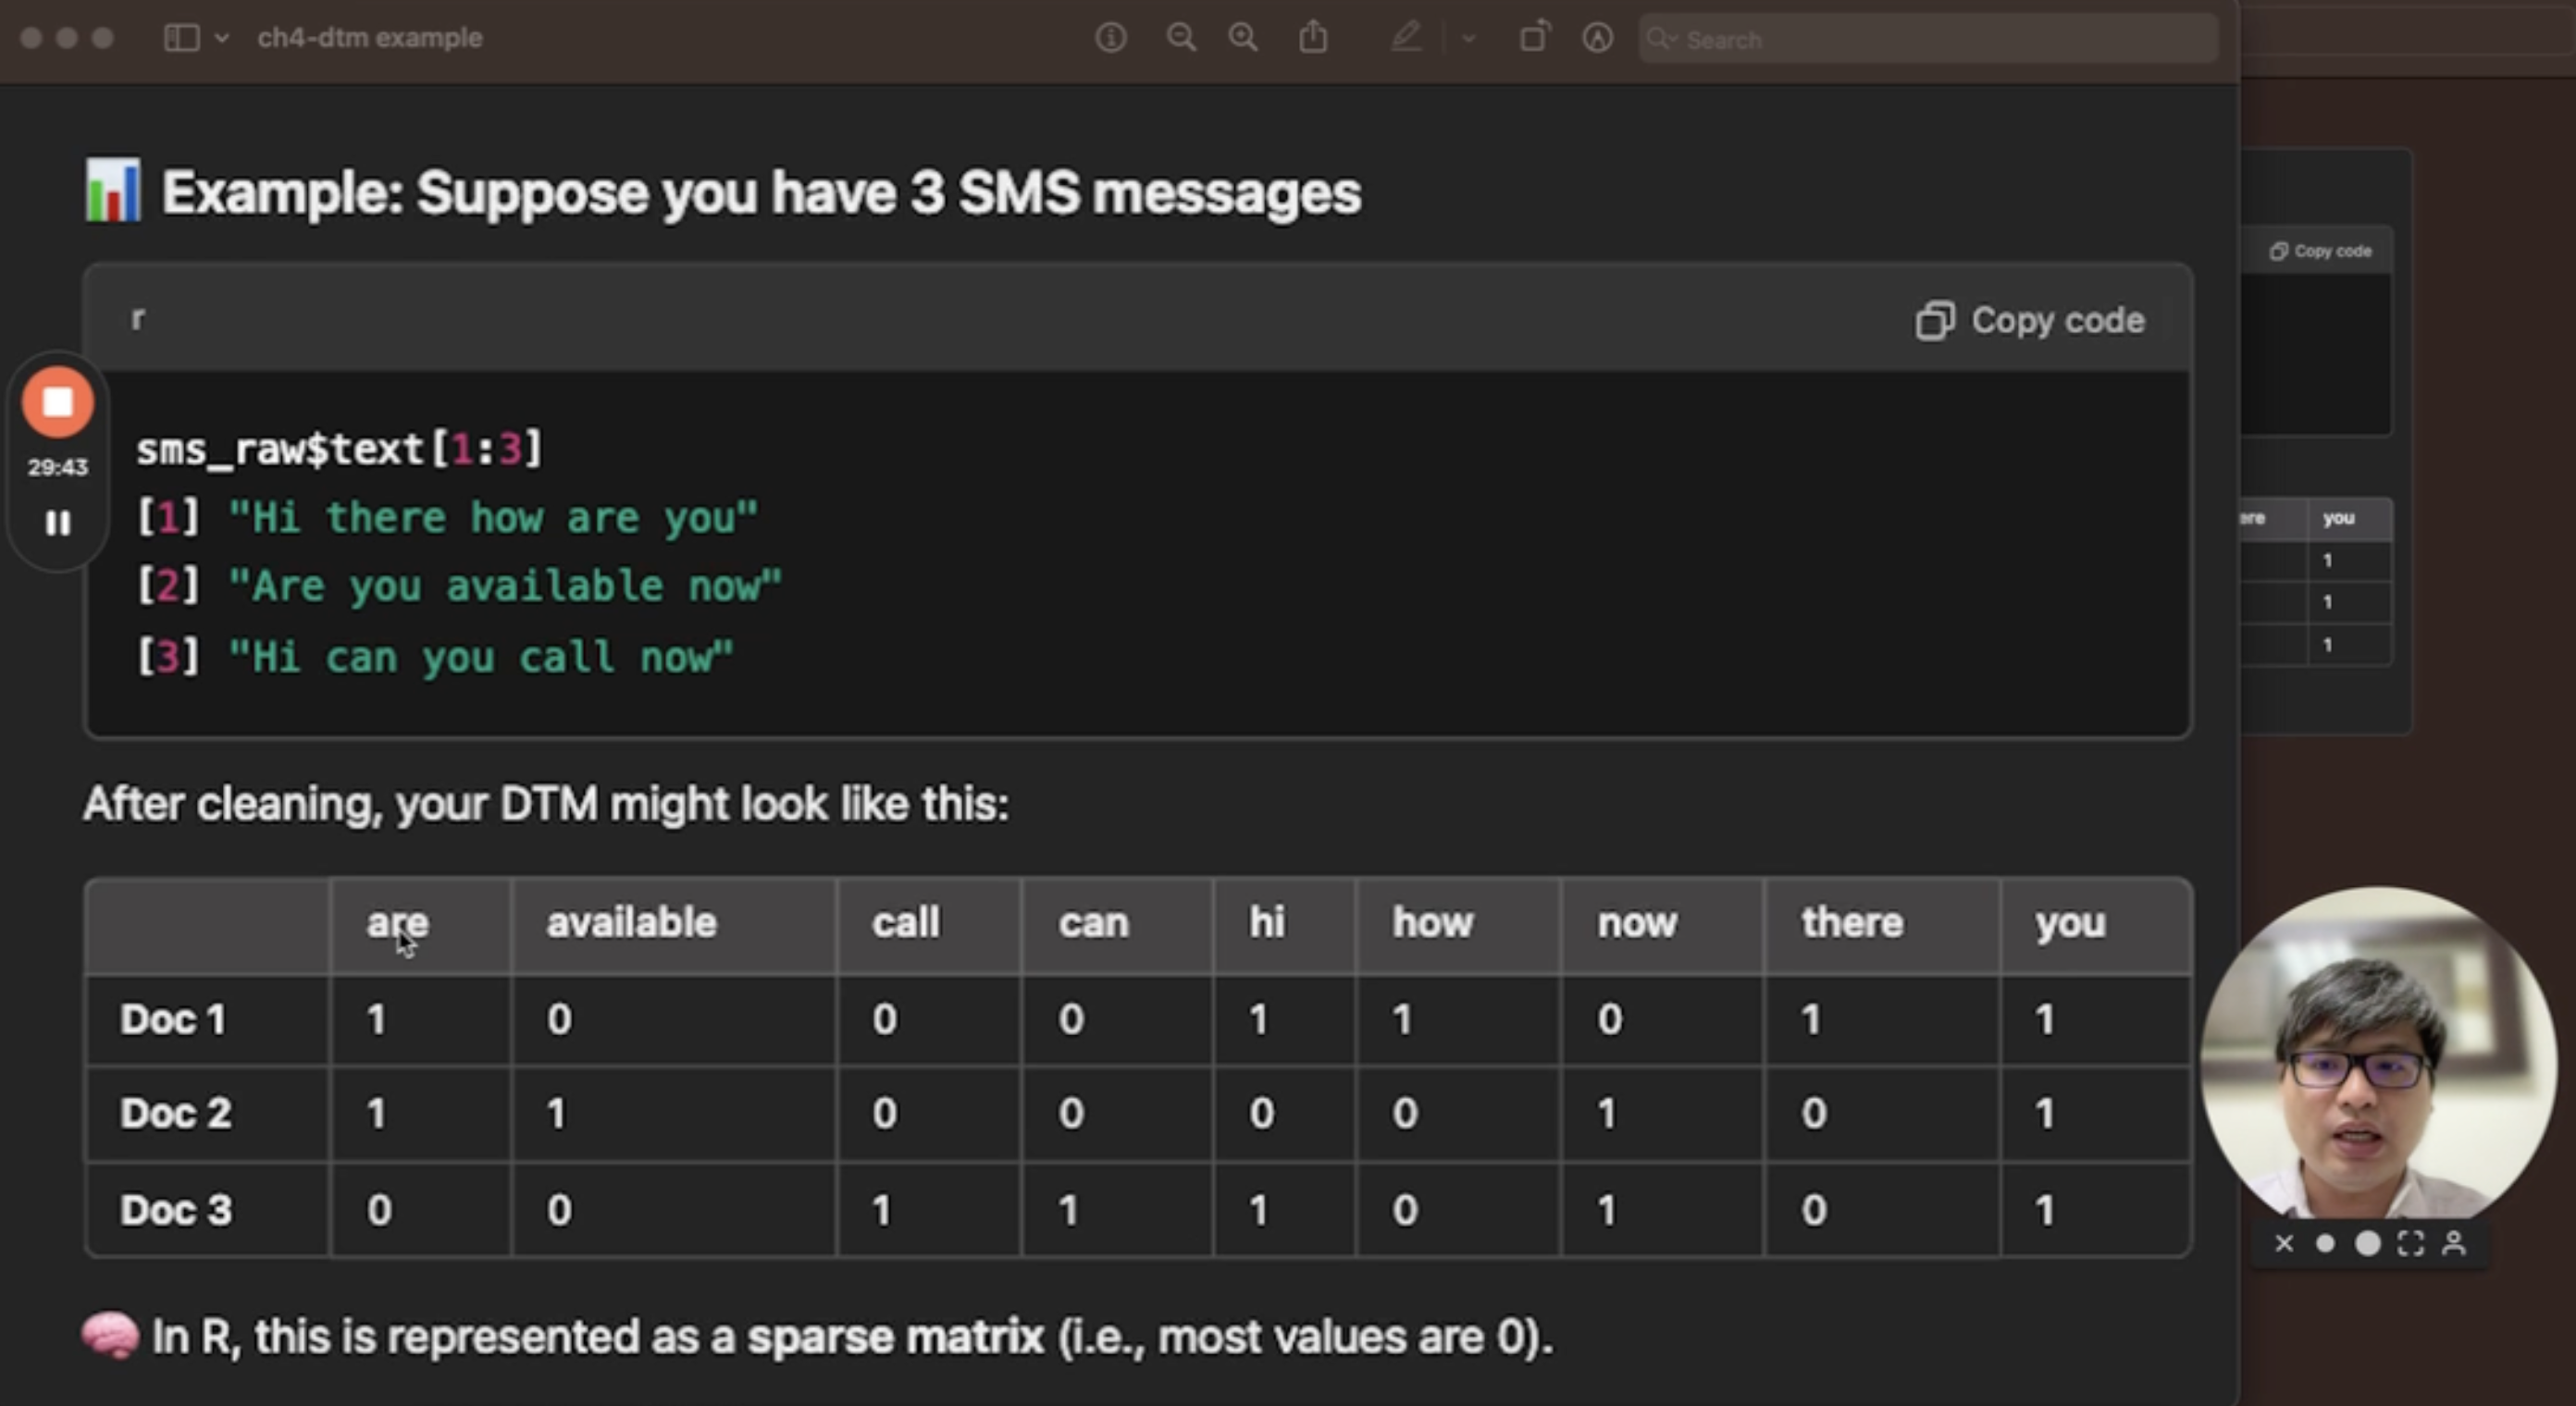 ch4-dtm example
Search
📊 Example: Suppose you have 3 SMS messages
r
Copy code
29:43
sms_raw$text[1:3]
[1] "Hi there how are you"
[2] "Are you available now"
[3] "Hi can you call now"
After cleaning, your DTM might look like this:
are available call can hi how now there you
Doc 1 1 0 0 0 1 1 0 1 1
Doc 2 1 1 0 0 0 0 1 0 1
Doc 3 0 0 1 1 1 0 1 0 1
🧠 In R, this is represented as a sparse matrix (i.e., most values are 0).
Copy code
ere you
1
1
1